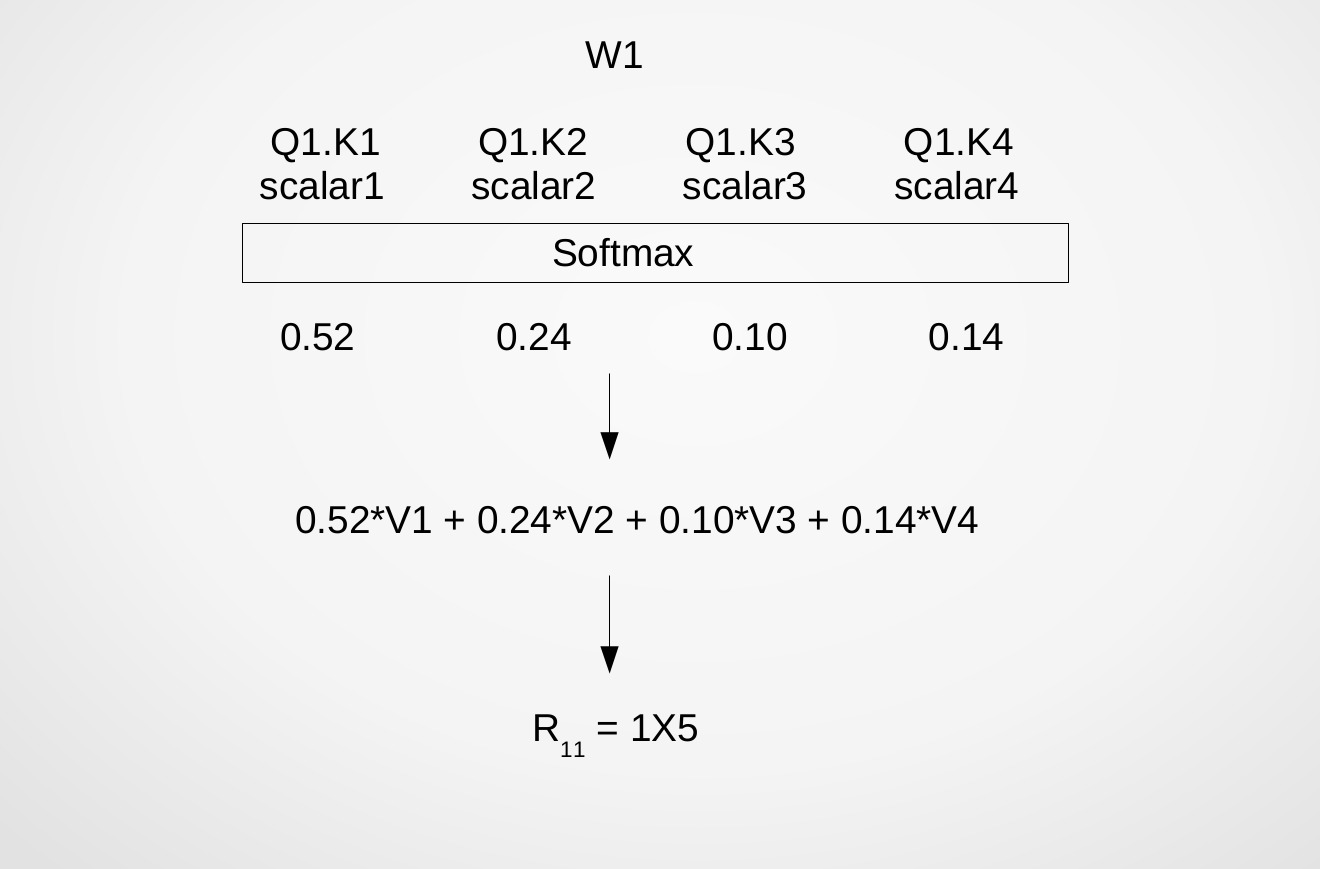 W1
Q1.K1 Q1.K2 Q1.K3 Q1.K4
scalar1 scalar2 scalar3 scalar4
Softmax
0.52 0.24 0.10 0.14
0.52*V1 + 0.24*V2 + 0.10*V3 + 0.14*V4
R11 = 1X5